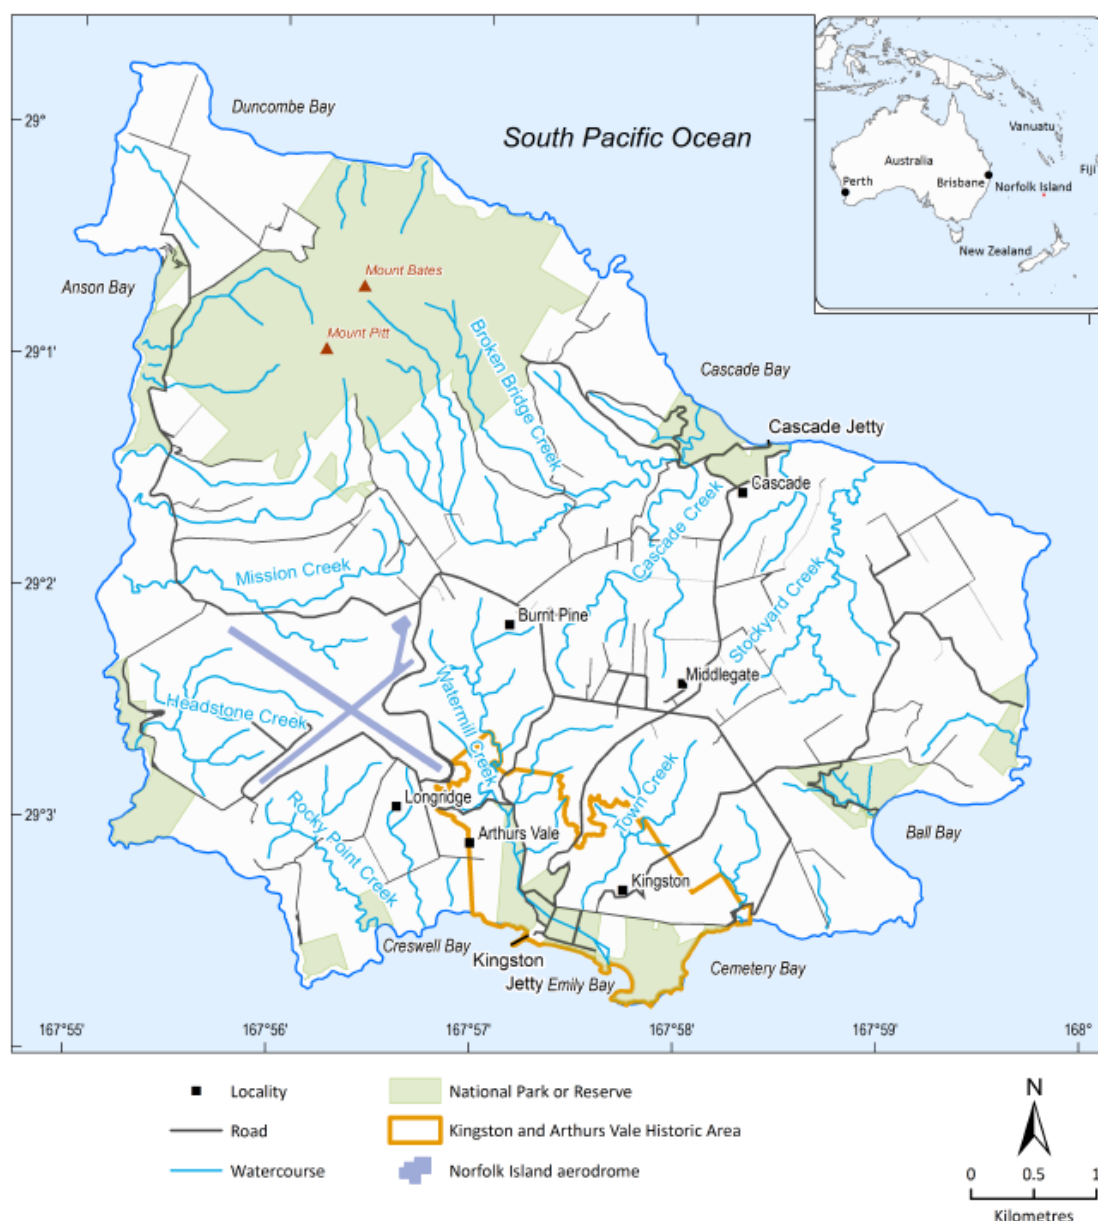 Duncombe Bay
29°
South Pacific Ocean
Vanuatu
Australia
Fiji
Perth
Brisbane
Norfolk Island
New Zealand
Mount Bates
Anson Bay
Mount Pitt
29°1'
Broken Bridge Creek
Cascade Bay
Cascade Jetty
Cascade
Cascade Creek
Mission Creek
29°2'
Burnt Pine
Stockyard Creek
Middlegate
Watermill Creek
Headstone Creek
Town Creek
Longridge
29°3'
Rocky Point Creek
Arthurs Vale
Ball Bay
Kingston
Creswell Bay
Kingston
Jetty
Emily Bay
Cemetery Bay
167°55'
167°56'
167°57'
167°58'
167°59'
168°
Locality
National Park or Reserve
N
Road
Kingston and Arthurs Vale Historic Area
Watercourse
Norfolk Island aerodrome
0 0.5 1
Kilometres